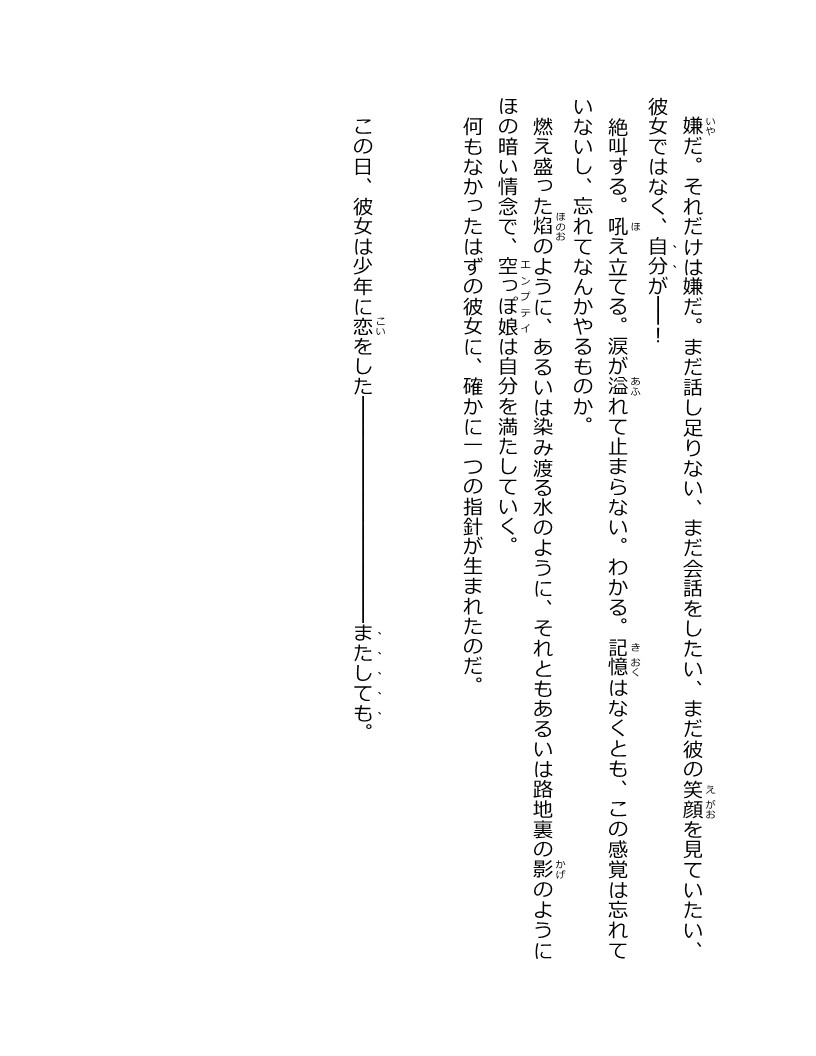 嫌だ。それだけは嫌だ。まだ話し足りない、まだ会話をしたい、まだ彼の笑顔を見ていたい、
彼女ではなく、自分が――！
絶叫する。吼え立てる。涙が溢れて止まらない。わかる。記憶はなくとも、この感覚は忘れて
いないし、忘れてなんかやるものか。
燃え盛った焰のように、あるいは染み渡る水のように、それともあるいは路地裏の影のように
ほの暗い情念で、空っぽ娘は自分を満たしていく。
何もなかったはずの彼女に、確かに一つの指針が生まれたのだ。
この日、彼女は少年に恋をした――――――――――――またしても。